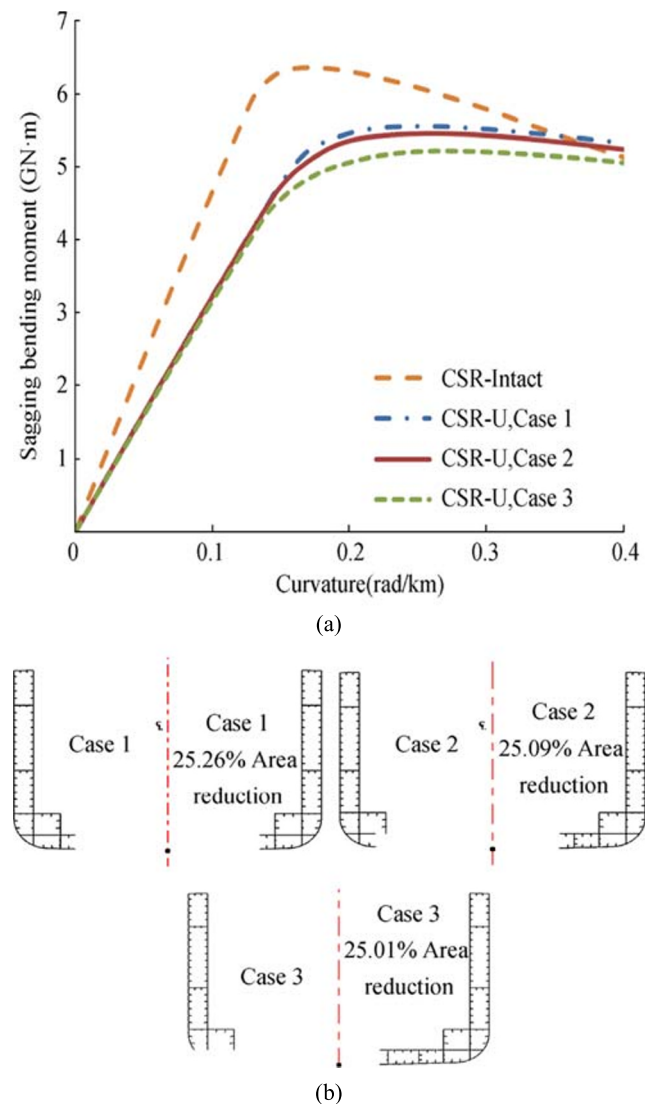 7
6
5
4
3
2
1
0
0.1
0.2
0.3
0.4
Sagging bending moment (GN·m)
Curvature(rad/km)
CSR-Intact
CSR-U,Case 1
CSR-U,Case 2
CSR-U,Case 3
(a)
Case 1
Case 1
25.26% Area
reduction
Case 2
Case 2
25.09% Area
reduction
Case 3
Case 3
25.01% Area
reduction
(b)